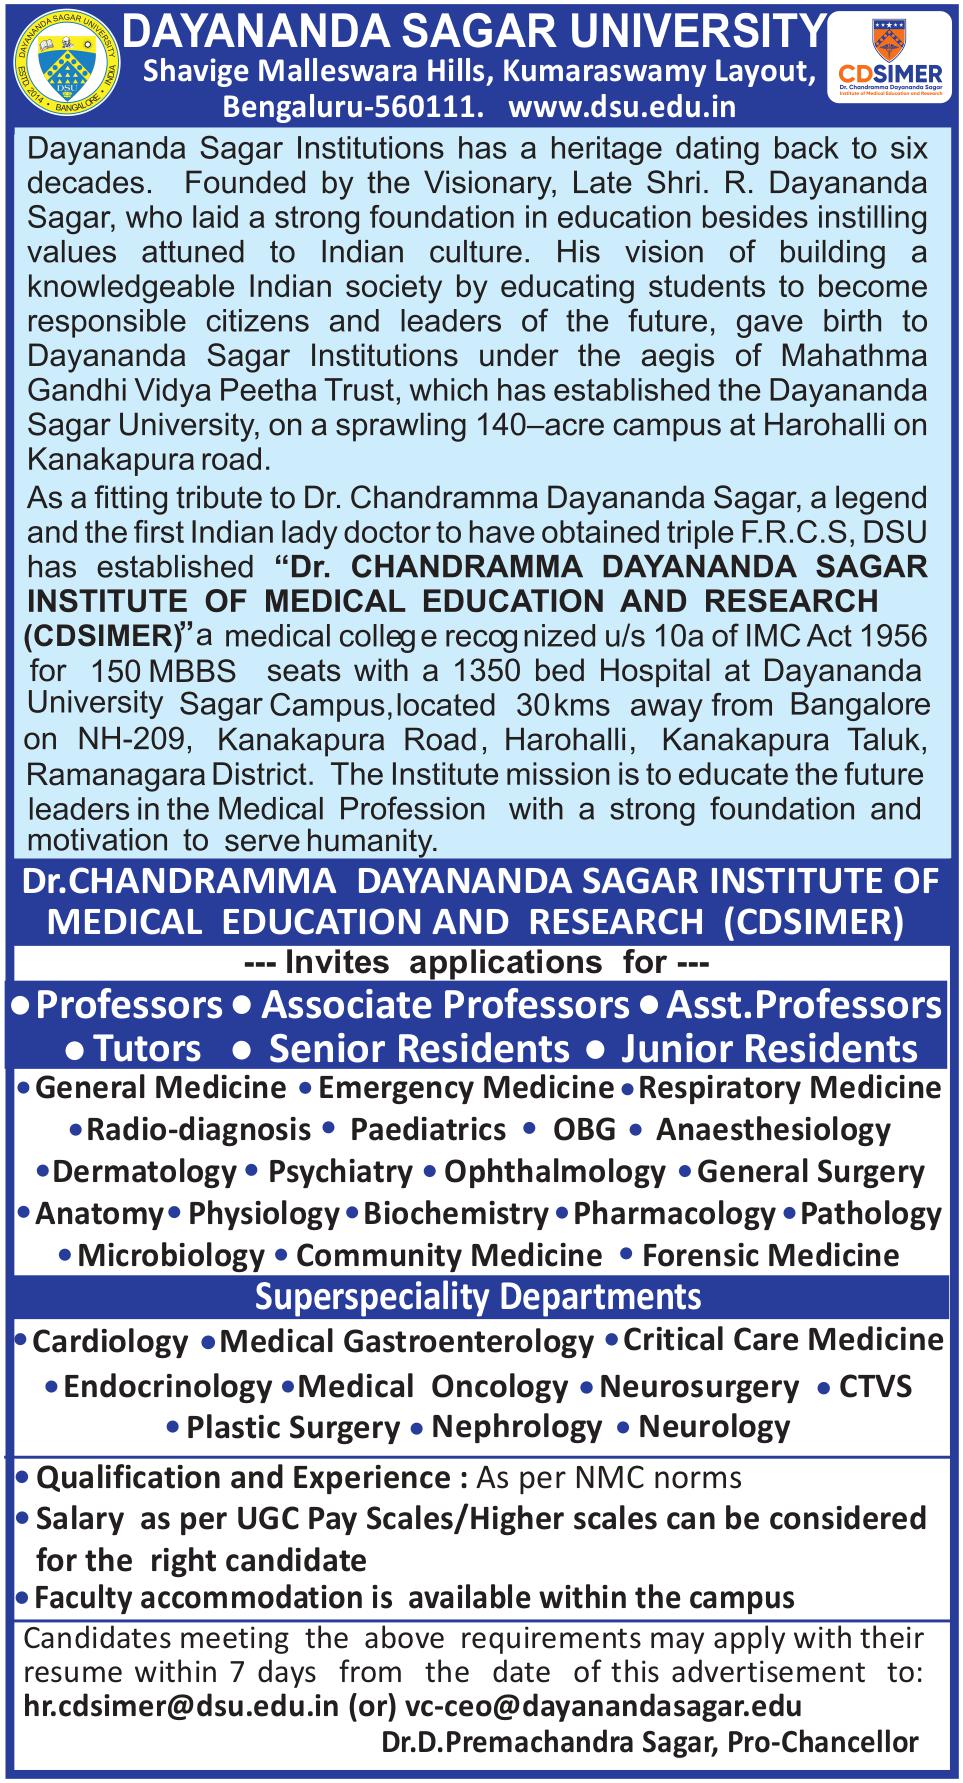 DAYANANDA SAGAR UNIVERSITY
Shavige Malleswara Hills, Kumaraswamy Layout,
Bengaluru-560111. www.dsu.edu.in
DAYANANDA SAGAR UNIVERSITY
DSU
ESTD 2014 • BANGALORE • INDIA
CDSIMER
Dr. Chandramma Dayananda Sagar
Institute of Medical Education and Research
Dayananda Sagar Institutions has a heritage dating back to six
decades. Founded by the Visionary, Late Shri. R. Dayananda
Sagar, who laid a strong foundation in education besides instilling
values attuned to Indian culture. His vision of building a
knowledgeable Indian society by educating students to become
responsible citizens and leaders of the future, gave birth to
Dayananda Sagar Institutions under the aegis of Mahathma
Gandhi Vidya Peetha Trust, which has established the Dayananda
Sagar University, on a sprawling 140–acre campus at Harohalli on
Kanakapura road.
As a fitting tribute to Dr. Chandramma Dayananda Sagar, a legend
and the first Indian lady doctor to have obtained triple F.R.C.S, DSU
has established “Dr. CHANDRAMMA DAYANANDA SAGAR
INSTITUTE OF MEDICAL EDUCATION AND RESEARCH
(CDSIMER)” a medical college recognized u/s 10a of IMC Act 1956
for 150 MBBS seats with a 1350 bed Hospital at Dayananda
University Sagar Campus, located 30 kms away from Bangalore
on NH-209, Kanakapura Road, Harohalli, Kanakapura Taluk,
Ramanagara District. The Institute mission is to educate the future
leaders in the Medical Profession with a strong foundation and
motivation to serve humanity.
Dr.CHANDRAMMA DAYANANDA SAGAR INSTITUTE OF
MEDICAL EDUCATION AND RESEARCH (CDSIMER)
--- Invites applications for ---
• Professors • Associate Professors • Asst.Professors
• Tutors • Senior Residents • Junior Residents
• General Medicine • Emergency Medicine • Respiratory Medicine
• Radio-diagnosis • Paediatrics • OBG • Anaesthesiology
• Dermatology • Psychiatry • Ophthalmology • General Surgery
• Anatomy • Physiology • Biochemistry • Pharmacology • Pathology
• Microbiology • Community Medicine • Forensic Medicine
Superspeciality Departments
• Cardiology • Medical Gastroenterology • Critical Care Medicine
• Endocrinology • Medical Oncology • Neurosurgery • CTVS
• Plastic Surgery • Nephrology • Neurology
• Qualification and Experience : As per NMC norms
• Salary as per UGC Pay Scales/Higher scales can be considered
for the right candidate
• Faculty accommodation is available within the campus
Candidates meeting the above requirements may apply with their
resume within 7 days from the date of this advertisement to:
hr.cdsimer@dsu.edu.in (or) vc-ceo@dayanandasagar.edu
Dr.D.Premachandra Sagar, Pro-Chancellor